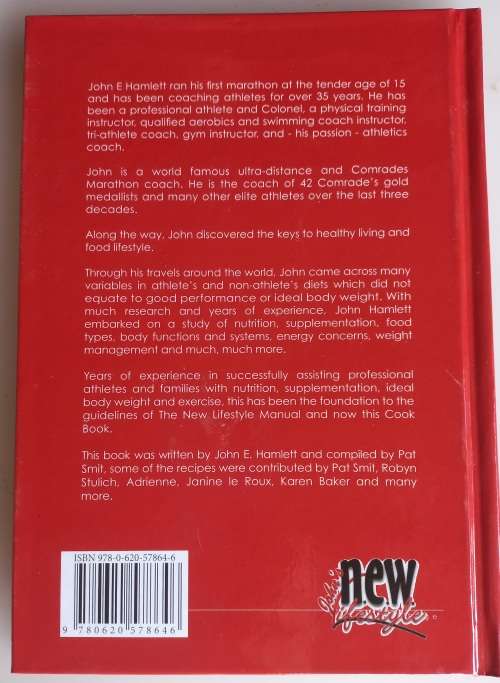 John E Hamlett ran his first marathon at the tender age of 15
and has been coaching athletes for over 35 years. He has
been a professional athlete and Colonel, a physical training
instructor, qualified aerobics and swimming coach instructor,
tri-athlete coach, gym instructor, and - his passion - athletics
coach.
John is a world famous ultra-distance and Comrades
Marathon coach. He is the coach of 42 Comrade's gold
medallists and many other elite athletes over the last three
decades.
Along the way, John discovered the keys to healthy living and
food lifestyle.
Through his travels around the world, John came across many
variables in athlete's and non-athlete's diets which did not
equate to good performance or ideal body weight. With
much research and years of experience, John Hamlett
embarked on a study of nutrition, supplementation, food
types, body functions and systems, energy concerns, weight
management and much, much more.
Years of experience in successfully assisting professional
athletes and families with nutrition, supplementation, ideal
body weight and exercise, this has been the foundation to the
guidelines of The New Lifestyle Manual and now this Cook
Book.
This book was written by John E. Hamlett and compiled by Pat
Smit, some of the recipes were contributed by Pat Smit, Robyn
Stulich, Adrienne, Janine le Roux, Karen Baker and many
more.
ISBN 978-0-620-57864-6
9 780620 578646
John's
new
lifestyle
©